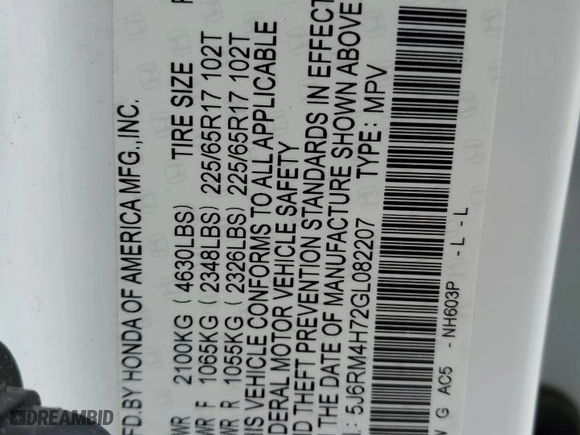 FD.BY HONDA OF AMERICA MFG.,INC.
WR 2100KG ( 4630LBS) TIRE SIZE
WR F 1065KG ( 2348LBS) 225/65R17 102T
WR R 1055KG ( 2326LBS) 225/65R17 102T
IS VEHICLE CONFORMS TO ALL APPLICABLE
DERAL MOTOR VEHICLE SAFETY
ND THEFT PREVENTION STANDARDS IN EFFECT
THE DATE OF MANUFACTURE SHOWN ABOVE
.: 5J6RM4H72GL082207 TYPE: MPV
W G AC5 - NH603P - L - L
DREAMBID